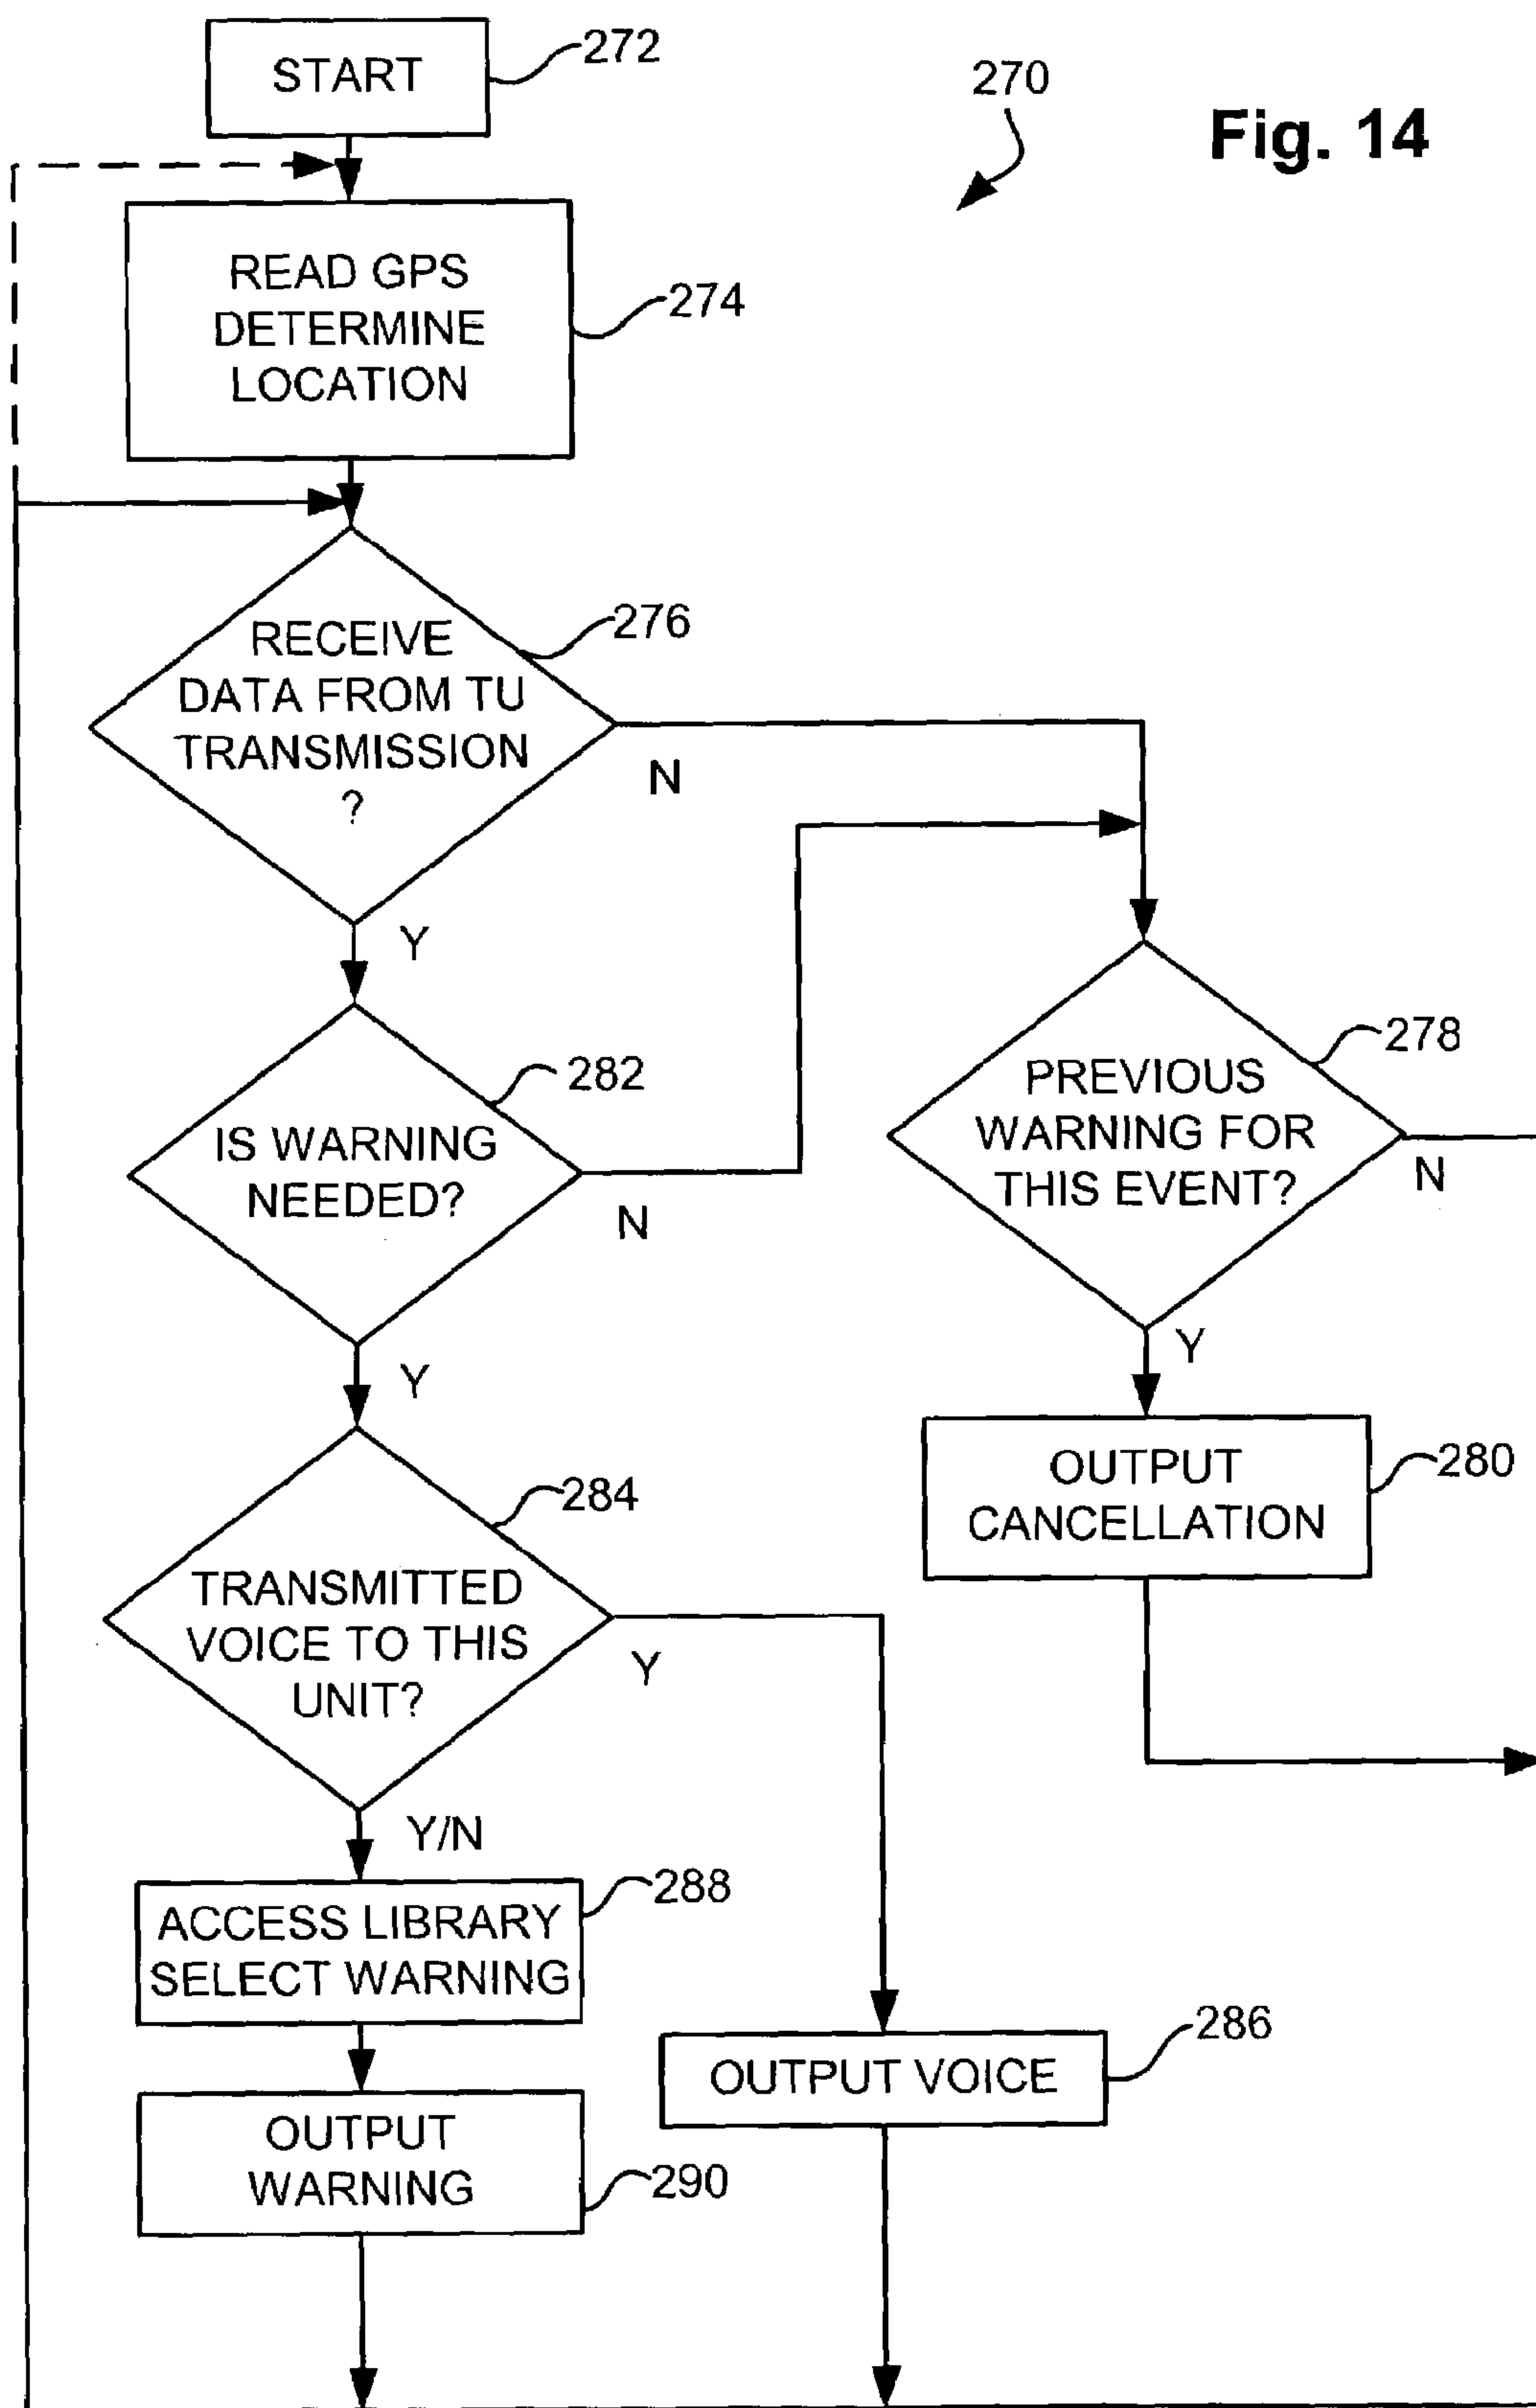 START
272
270
Fig. 14
READ GPS
DETERMINE
LOCATION
274
RECEIVE
DATA FROM TU
TRANSMISSION
?
276
N
Y
IS WARNING
NEEDED?
282
N
PREVIOUS
WARNING FOR
THIS EVENT?
278
N
Y
Y
OUTPUT
CANCELLATION
280
TRANSMITTED
VOICE TO THIS
UNIT?
284
Y
Y/N
ACCESS LIBRARY
SELECT WARNING
288
OUTPUT VOICE
286
OUTPUT
WARNING
290